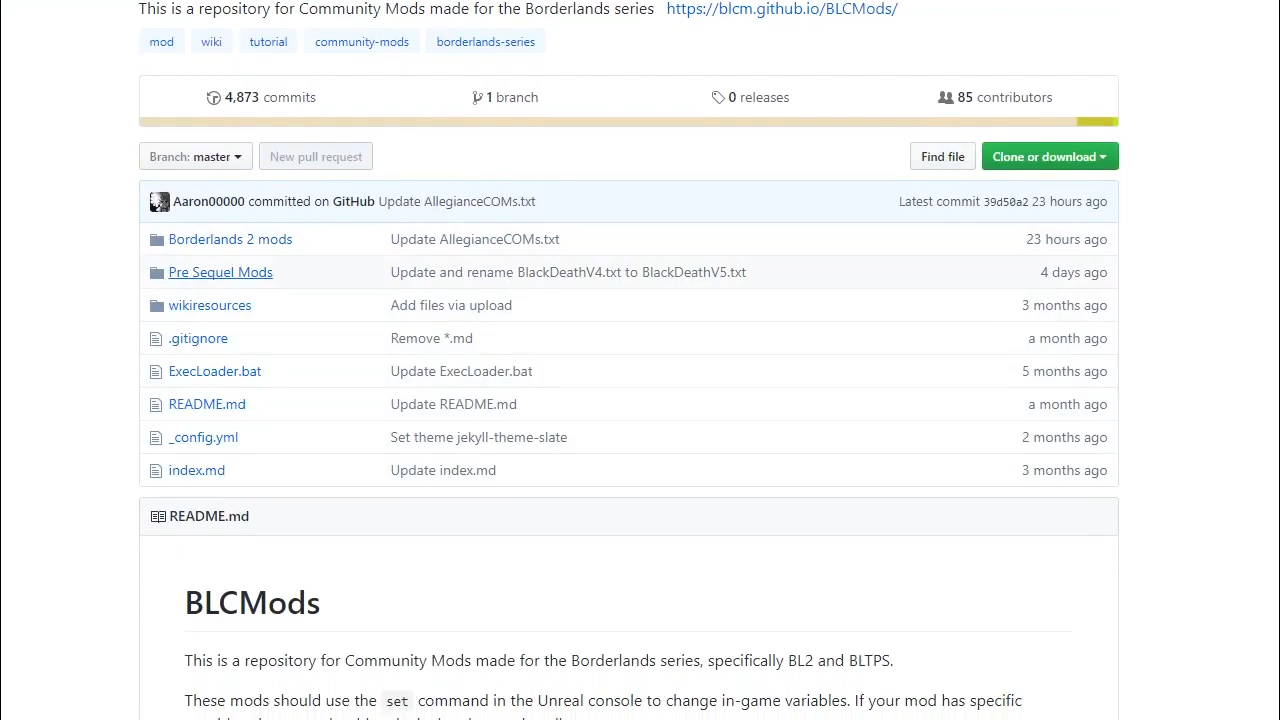 This is a repository for Community Mods made for the Borderlands series https://blcm.github.io/BLCMods/
mod wiki tutorial community-mods borderlands-series
4,873 commits 1 branch 0 releases 85 contributors
Branch: master New pull request Find file Clone or download
Aaron00000 committed on GitHub Update AllegianceCOMs.txt Latest commit 39d50a2 23 hours ago
Borderlands 2 mods Update AllegianceCOMs.txt 23 hours ago
Pre Sequel Mods Update and rename BlackDeathV4.txt to BlackDeathV5.txt 4 days ago
wikiresources Add files via upload 3 months ago
.gitignore Remove *.md a month ago
ExecLoader.bat Update ExecLoader.bat 5 months ago
README.md Update README.md a month ago
_config.yml Set theme jekyll-theme-slate 2 months ago
index.md Update index.md 3 months ago
README.md
BLCMods
This is a repository for Community Mods made for the Borderlands series, specifically BL2 and BLTPS.
These mods should use the set command in the Unreal console to change in-game variables. If your mod has specific